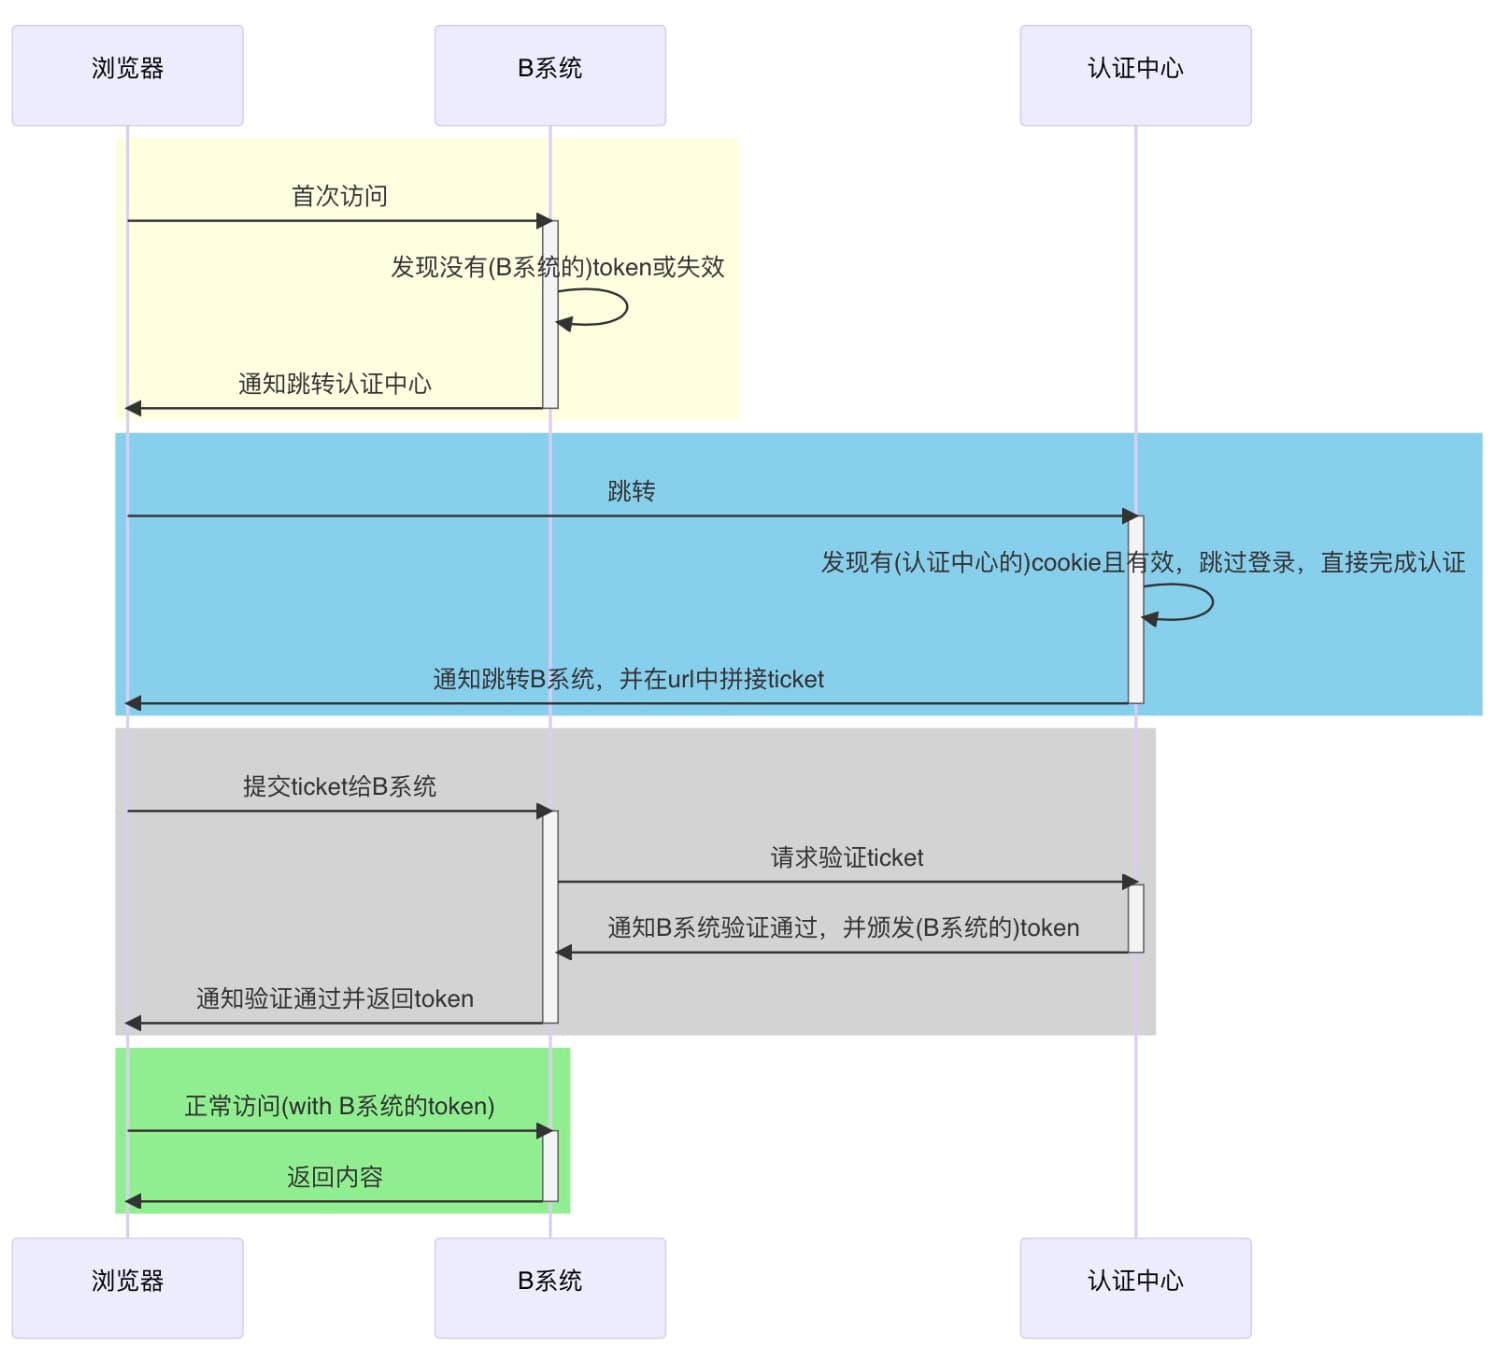 浏览器
B系统
认证中心
首次访问
发现没有(B系统的)token或失效
通知跳转认证中心
跳转
发现有(认证中心的)cookie且有效，跳过登录，直接完成认证
通知跳转B系统，并在url中拼接ticket
提交ticket给B系统
请求验证ticket
通知B系统验证通过，并颁发(B系统的)token
通知验证通过并返回token
正常访问(with B系统的token)
返回内容
浏览器
B系统
认证中心